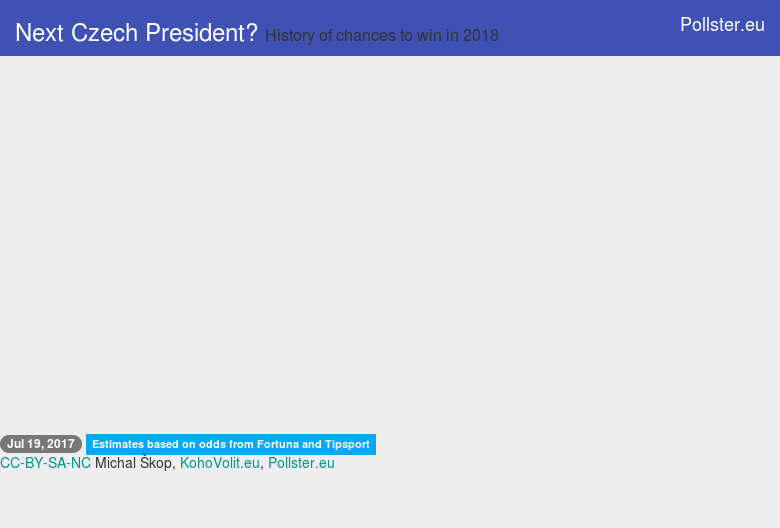 Next Czech President? History of chances to win in 2018
Pollster.eu
Jul 19, 2017 Estimates based on odds from Fortuna and Tipsport
CC-BY-SA-NC Michal Škop, KohoVolit.eu, Pollster.eu